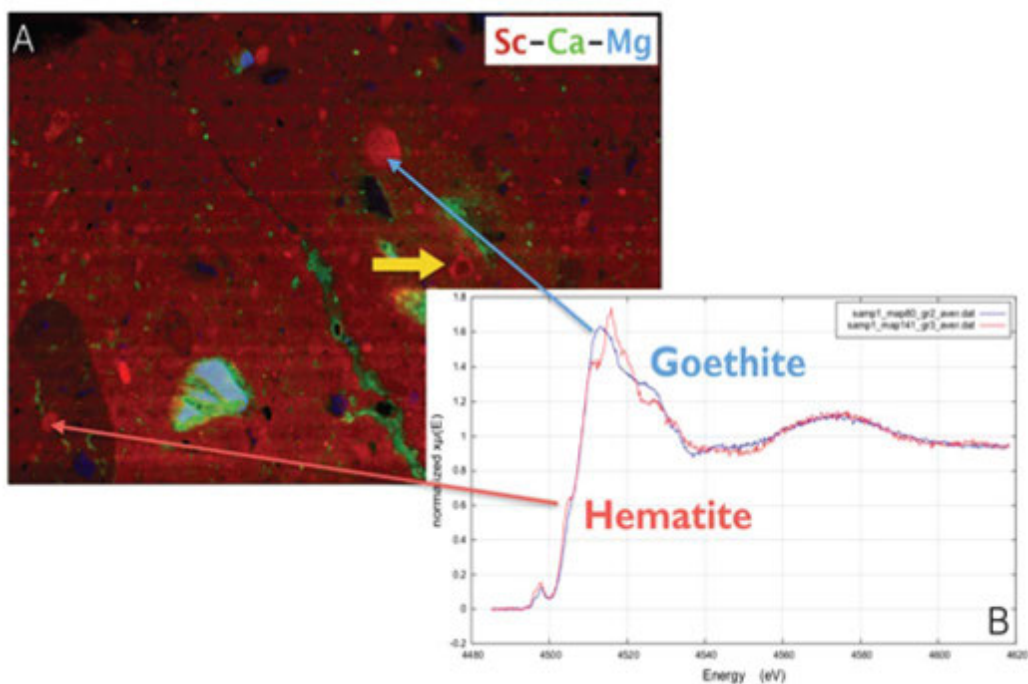 A
Sc-Ca-Mg
samp1_map80_gr2_aver.dat
samp1_map141_gr3_aver.dat
Goethite
Hematite
normalized xμ(E)
1.8
1.6
1.4
1.2
1
0.8
0.6
0.4
0.2
0
-0.2
4480
4500
4520
4540
4560
4580
4600
4620
Energy (eV)
B